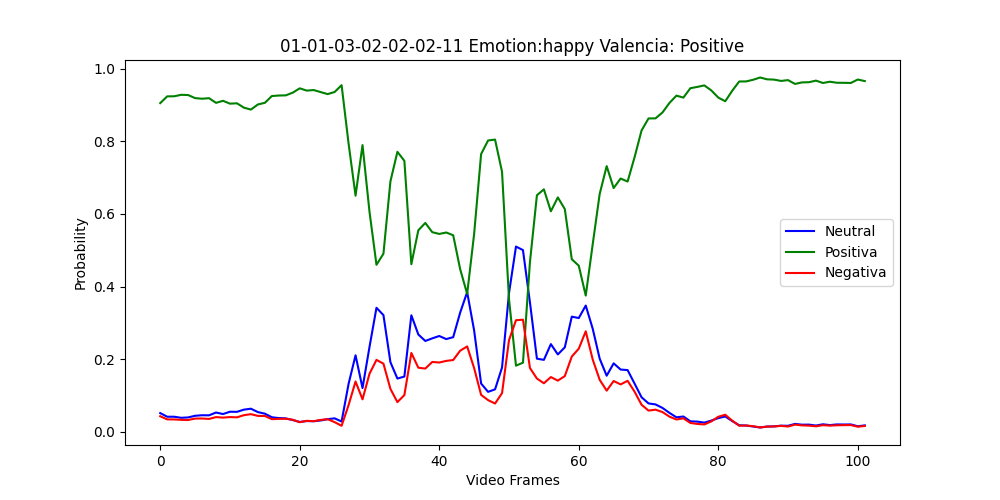 01-01-03-02-02-02-11 Emotion:happy Valencia: Positive
1.0
0.8
0.6
0.4
0.2
0.0
Probability
Neutral
Positiva
Negativa
0 20 40 60 80 100
Video Frames